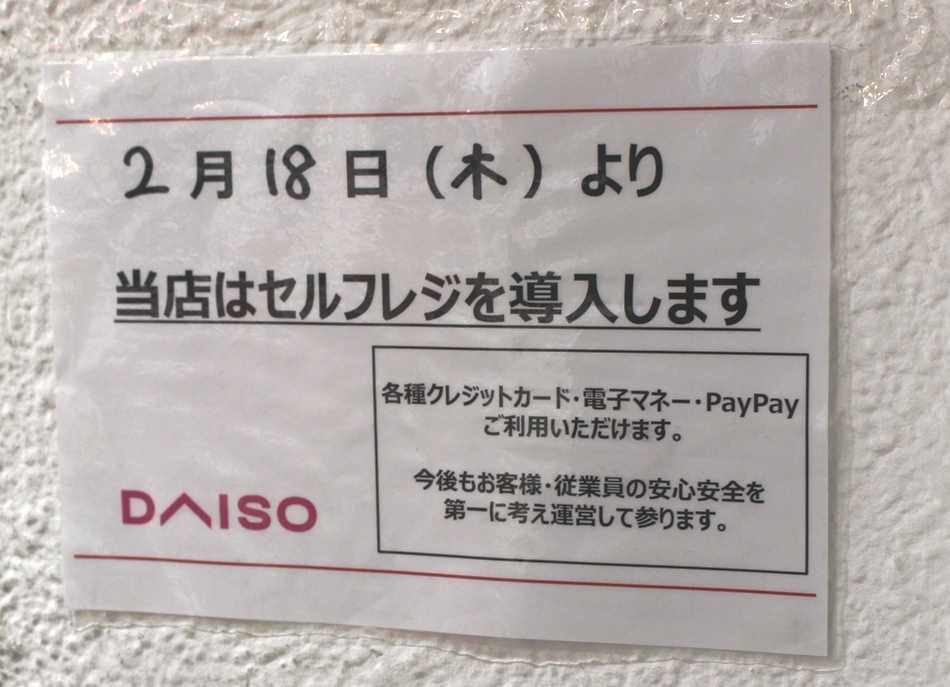 2月18日（木）より
当店はセルフレジを導入します
各種クレジットカード・電子マネー・PayPay
ご利用いただけます。
今後もお客様・従業員の安心安全を
第一に考え運営して参ります。
DAISO